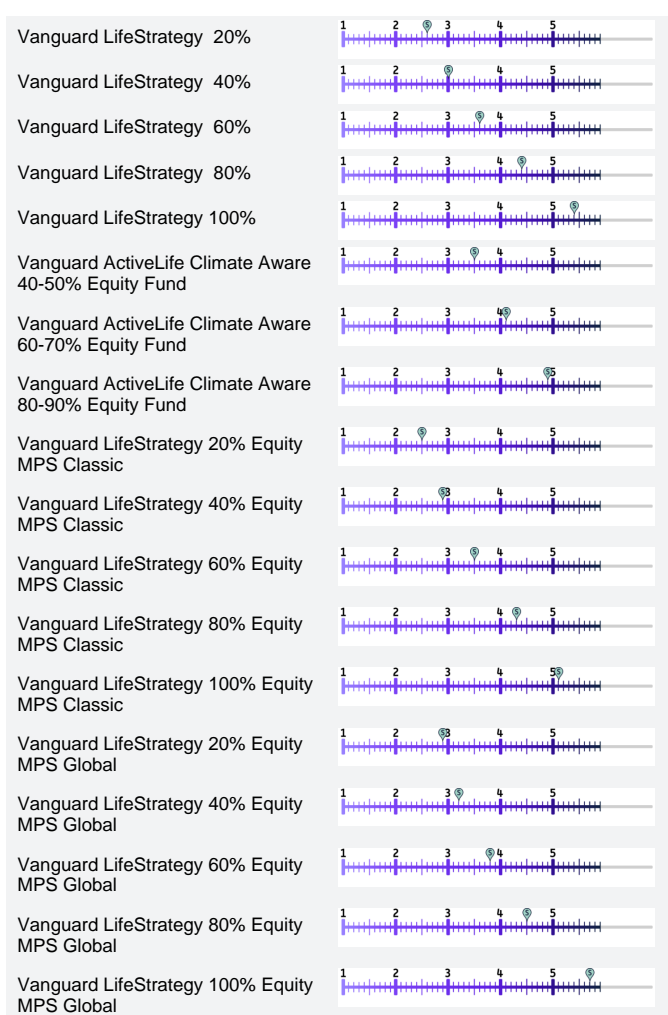 Vanguard LifeStrategy 20%
1 2 S 3 4 5
Vanguard LifeStrategy 40%
1 2 3 S 4 5
Vanguard LifeStrategy 60%
1 2 3 S 4 5
Vanguard LifeStrategy 80%
1 2 3 4 S 5
Vanguard LifeStrategy 100%
1 2 3 4 5 S
Vanguard ActiveLife Climate Aware
40-50% Equity Fund
1 2 3 S 4 5
Vanguard ActiveLife Climate Aware
60-70% Equity Fund
1 2 3 4 S 5
Vanguard ActiveLife Climate Aware
80-90% Equity Fund
1 2 3 4 S 5
Vanguard LifeStrategy 20% Equity
MPS Classic
1 2 S 3 4 5
Vanguard LifeStrategy 40% Equity
MPS Classic
1 2 S 3 4 5
Vanguard LifeStrategy 60% Equity
MPS Classic
1 2 3 S 4 5
Vanguard LifeStrategy 80% Equity
MPS Classic
1 2 3 4 S 5
Vanguard LifeStrategy 100% Equity
MPS Classic
1 2 3 4 5 S
Vanguard LifeStrategy 20% Equity
MPS Global
1 2 S 3 4 5
Vanguard LifeStrategy 40% Equity
MPS Global
1 2 3 S 4 5
Vanguard LifeStrategy 60% Equity
MPS Global
1 2 3 S 4 5
Vanguard LifeStrategy 80% Equity
MPS Global
1 2 3 4 S 5
Vanguard LifeStrategy 100% Equity
MPS Global
1 2 3 4 5 S